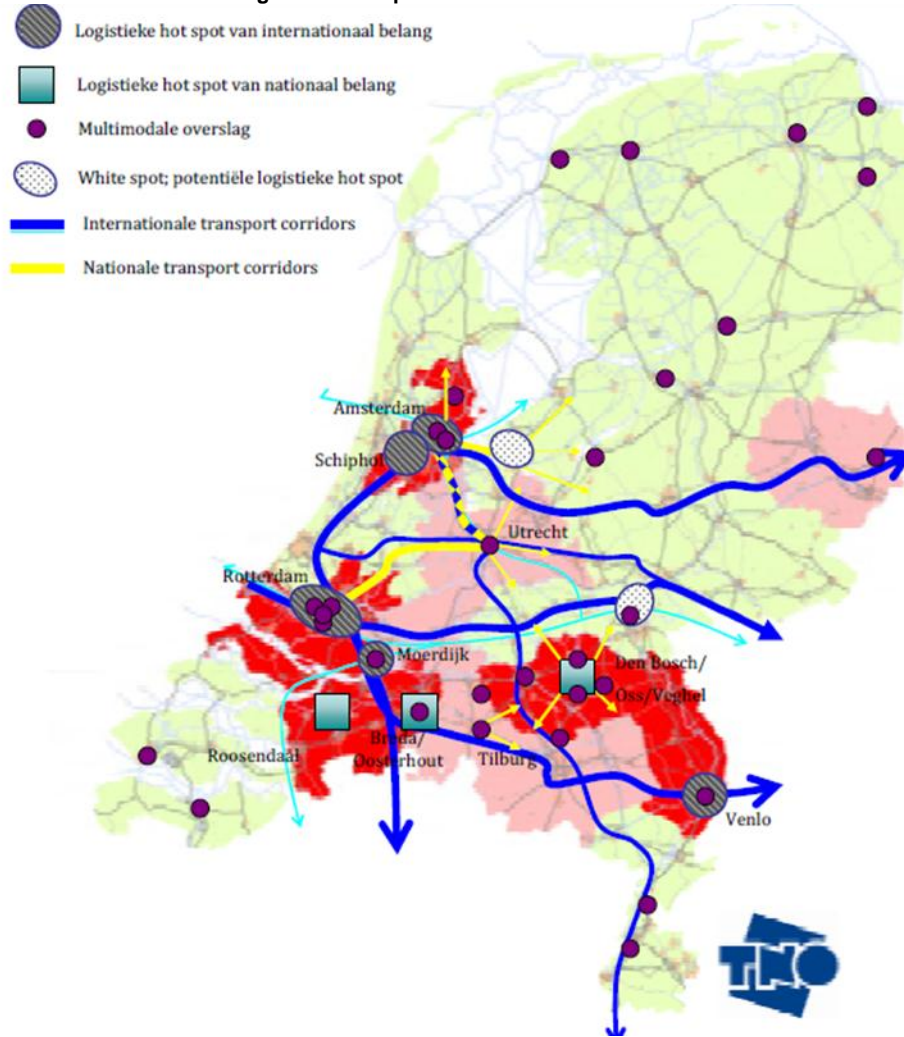 Logistieke hot spot van internationaal belang
Logistieke hot spot van nationaal belang
Multimodale overslag
White spot; potentiële logistieke hot spot
Internationale transport corridors
Nationale transport corridors
Amsterdam
Schiphol
Utrecht
Rotterdam
Moerdijk
Den Bosch/
Oss/Veghel
Roosendaal
Breda/
Oosterhout
Tilburg
Venlo
TNO